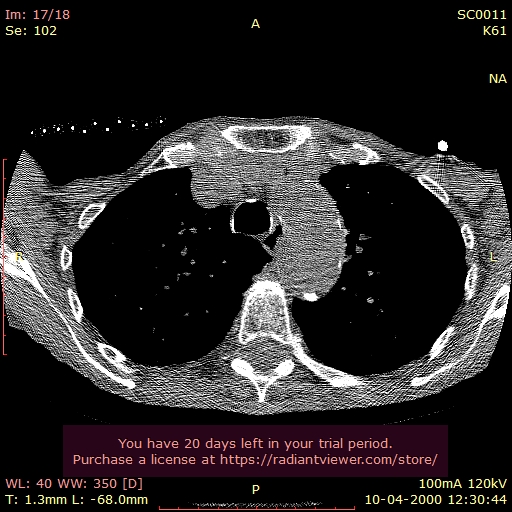 Im: 17/18
Se: 102
A
SC0011
K61
NA
L
You have 20 days left in your trial period.
Purchase a license at https://radiantviewer.com/store/
WL: 40 WW: 350 [D]
T: 1.3mm L: -68.0mm
P
100mA 120kV
10-04-2000 12:30:44